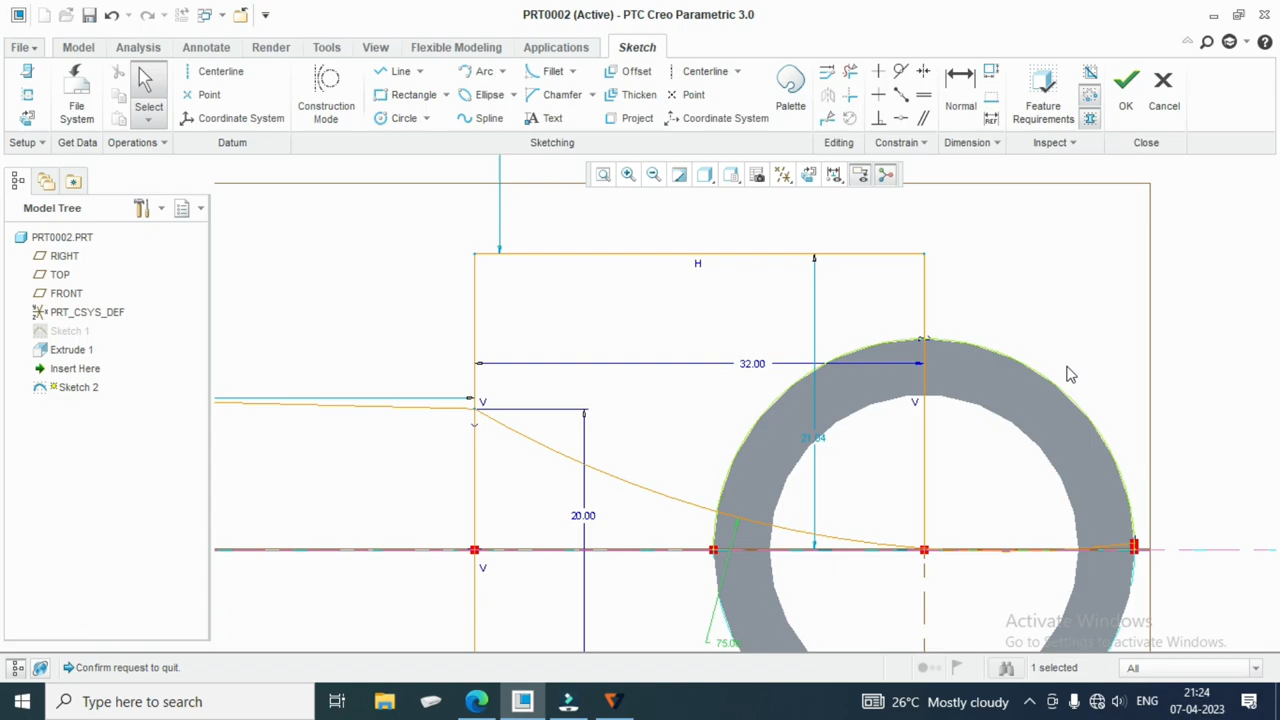 PRT0002 (Active) - PTC Creo Parametric 3.0
File Model Analysis Annotate Render Tools View Flexible Modeling Applications Sketch
File System
Select
Centerline
Point
Coordinate System
Construction Mode
Line Arc Fillet Offset Centerline
Rectangle Ellipse Chamfer Thicken Point
Circle Spline Text Project Coordinate System
Palette
Normal
Feature Requirements
OK Cancel
Setup Get Data Operations Datum Sketching Editing Constrain Dimension Inspect Close
Model Tree
PRT0002.PRT
RIGHT
TOP
FRONT
PRT_CSYS_DEF
Sketch 1
Extrude 1
Insert Here
Sketch 2
H
32.00
V
V
21.04
20.00
V
75.00
Activate Windows
Go to Settings to activate Windows.
Confirm request to quit.
1 selected
All
Type here to search
26°C Mostly cloudy
ENG
21:24
07-04-2023